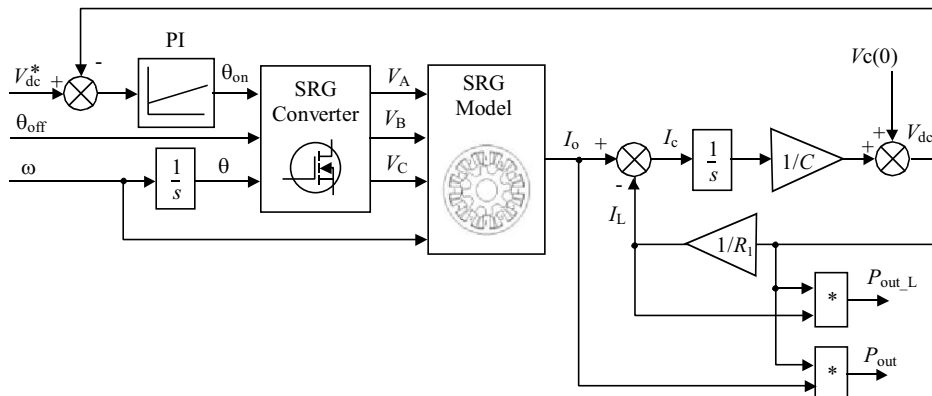 PI
V*dc
+
-
θon
θoff
ω
1
s
θ
SRG
Converter
VA
VB
VC
SRG
Model
Io
+
-
Ic
IL
1
s
1/C
Vc(0)
+
+
Vdc
1/R1
*
Pout_L
*
Pout